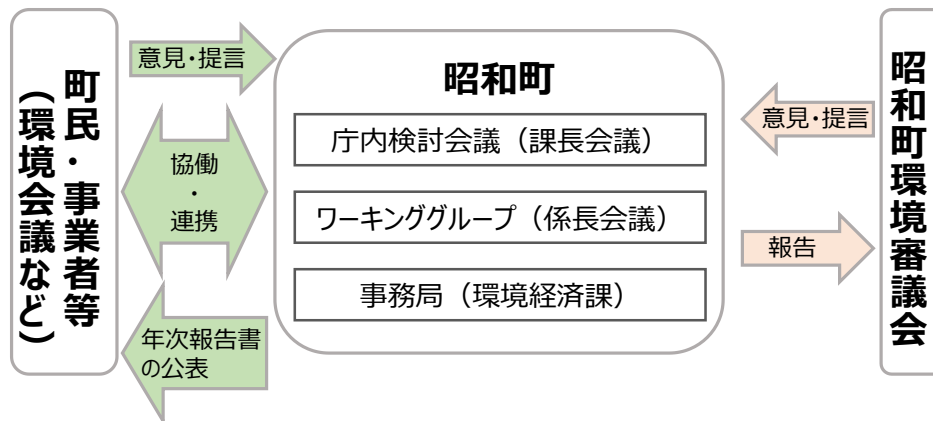 町民・事業者等
（環境会議など）
意見・提言
協働
・
連携
年次報告書
の公表
昭和町
庁内検討会議（課長会議）
ワーキンググループ（係長会議）
事務局（環境経済課）
意見・提言
報告
昭和町環境審議会